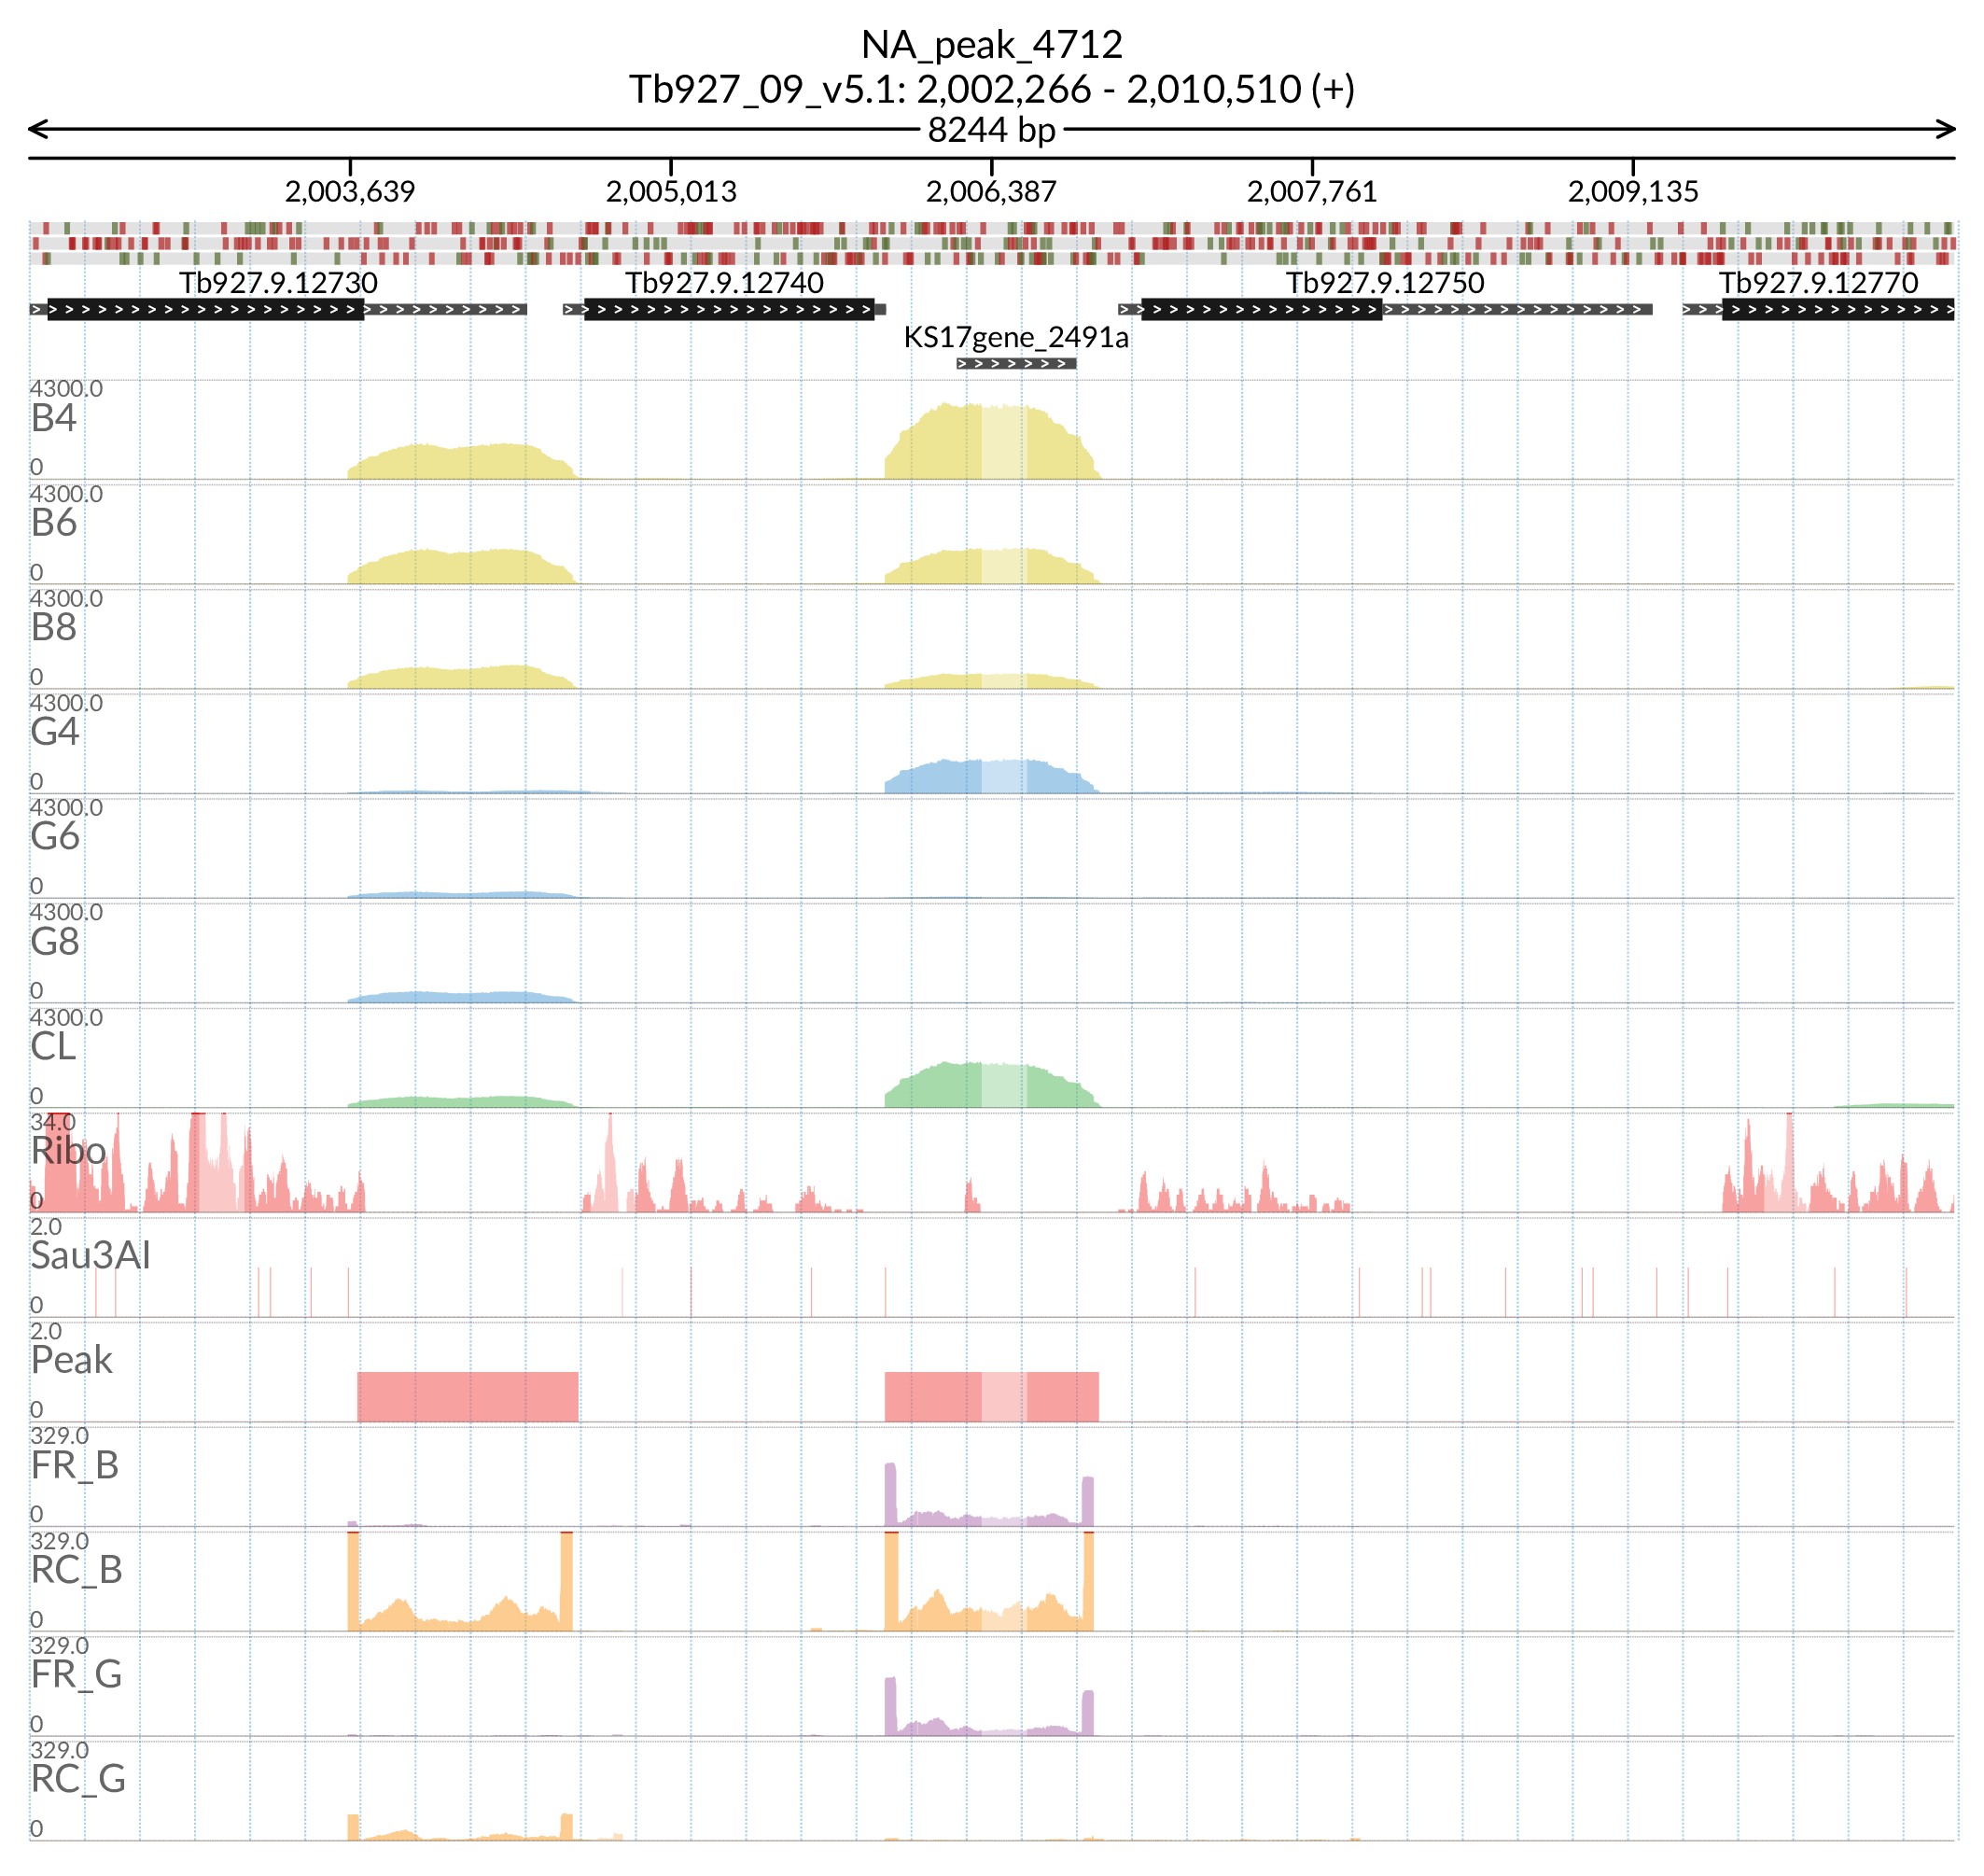 NA_peak_4712
Tb927_09_v5.1: 2,002,266 - 2,010,510 (+)
8244 bp
2,003,639 2,005,013 2,006,387 2,007,761 2,009,135
Tb927.9.12730 Tb927.9.12740 Tb927.9.12750 Tb927.9.12770
KS17gene_2491a
4300.0
B4
0
4300.0
B6
0
4300.0
B8
0
4300.0
G4
0
4300.0
G6
0
4300.0
G8
0
4300.0
CL
0
34.0
Ribo
0
2.0
Sau3AI
0
2.0
Peak
0
329.0
FR_B
0
329.0
RC_B
0
329.0
FR_G
0
329.0
RC_G
0